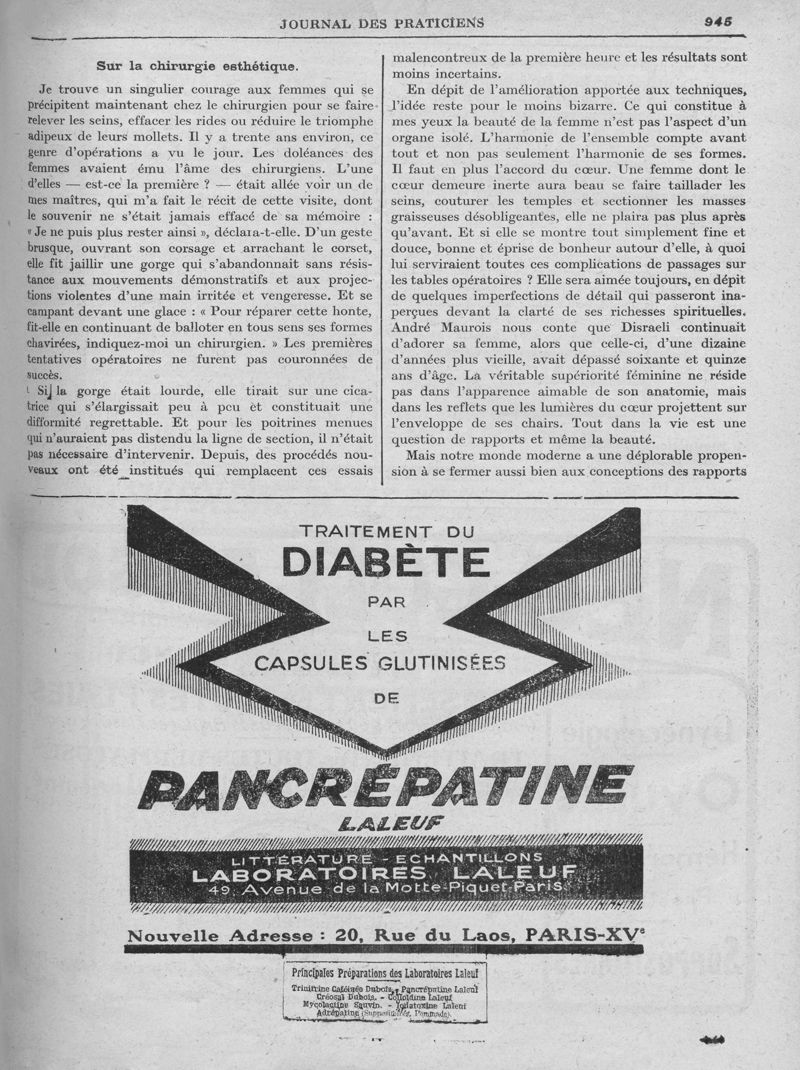 JOURNAL DES PRATICIENS 945
Sur la chirurgie esthétique.
Je trouve un singulier courage aux femmes qui se
précipitent maintenant chez le chirurgien pour se faire
relever les seins, effacer les rides ou réduire le triomphe
adipeux de leurs mollets. Il y a trente ans environ, ce
genre d'opérations a vu le jour. Les doléances des
femmes avaient ému l'âme des chirurgiens. L'une
d'elles — est-ce la première ? — était allée voir un de
mes maîtres, qui m'a fait le récit de cette visite, dont
le souvenir ne s'était jamais effacé de sa mémoire :
« Je ne puis plus rester ainsi », déclara-t-elle. D'un geste
brusque, ouvrant son corsage et arrachant le corset,
elle fit jaillir une gorge qui s'abandonnait sans résis-
tance aux mouvements démonstratifs et aux projec-
tions violentes d'une main irritée et vengeresse. Et se
campant devant une glace : « Pour réparer cette honte,
fit-elle en continuant de balloter en tous sens ses formes
chavirées, indiquez-moi un chirurgien. » Les premières
tentatives opératoires ne furent pas couronnées de
succès.
Si la gorge était lourde, elle tirait sur une cica-
trice qui s'élargissait peu à peu et constituait une
difformité regrettable. Et pour les poitrines menues
qui n'auraient pas distendu la ligne de section, il n'était
pas nécessaire d'intervenir. Depuis, des procédés nou-
veaux ont été institués qui remplacent ces essais
malencontreux de la première heure et les résultats sont
moins incertains.
En dépit de l'amélioration apportée aux techniques,
l'idée reste pour le moins bizarre. Ce qui constitue à
mes yeux la beauté de la femme n'est pas l'aspect d'un
organe isolé. L'harmonie de l'ensemble compte avant
tout et non pas seulement l'harmonie de ses formes.
Il faut en plus l'accord du cœur. Une femme dont le
cœur demeure inerte aura beau se faire taillader les
seins, couturer les temples et sectionner les masses
graisseuses désobligeantes, elle ne plaira pas plus après
qu'avant. Et si elle se montre tout simplement fine et
douce, bonne et éprise de bonheur autour d'elle, à quoi
lui serviraient toutes ces complications de passages sur
les tables opératoires ? Elle sera aimée toujours, en dépit
de quelques imperfections de détail qui passeront ina-
perçues devant la clarté de ses richesses spirituelles.
André Maurois nous conte que Disraeli continuait
d'adorer sa femme, alors que celle-ci, d'une dizaine
d'années plus vieille, avait dépassé soixante et quinze
ans d'âge. La véritable supériorité féminine ne réside
pas dans l'apparence aimable de son anatomie, mais
dans les reflets que les lumières du cœur projettent sur
l'enveloppe de ses chairs. Tout dans la vie est une
question de rapports et même la beauté.
Mais notre monde moderne a une déplorable propen-
sion à se fermer aussi bien aux conceptions des rapports
TRAITEMENT DU
DIABÈTE
PAR
LES
CAPSULES GLUTINISÉES
DE
PANCRÉPATINE
LALEUF
LITTÉRATURE - ECHANTILLONS
LABORATOIRES LALEUF
49, Avenue de la Motte-Piquet-Paris
Nouvelle Adresse : 20, Rue du Laos, PARIS-XVe
Principales Préparations des Laboratoires Laleuf
Trinitrine Caféinée Dubois, - Pancrépatine Laleuf
Créosal Dubois. - Colloïdine Laleuf
Mycolactine Sauvin. - Laleuf
Adrépatine (Suppositoires, Pommade).